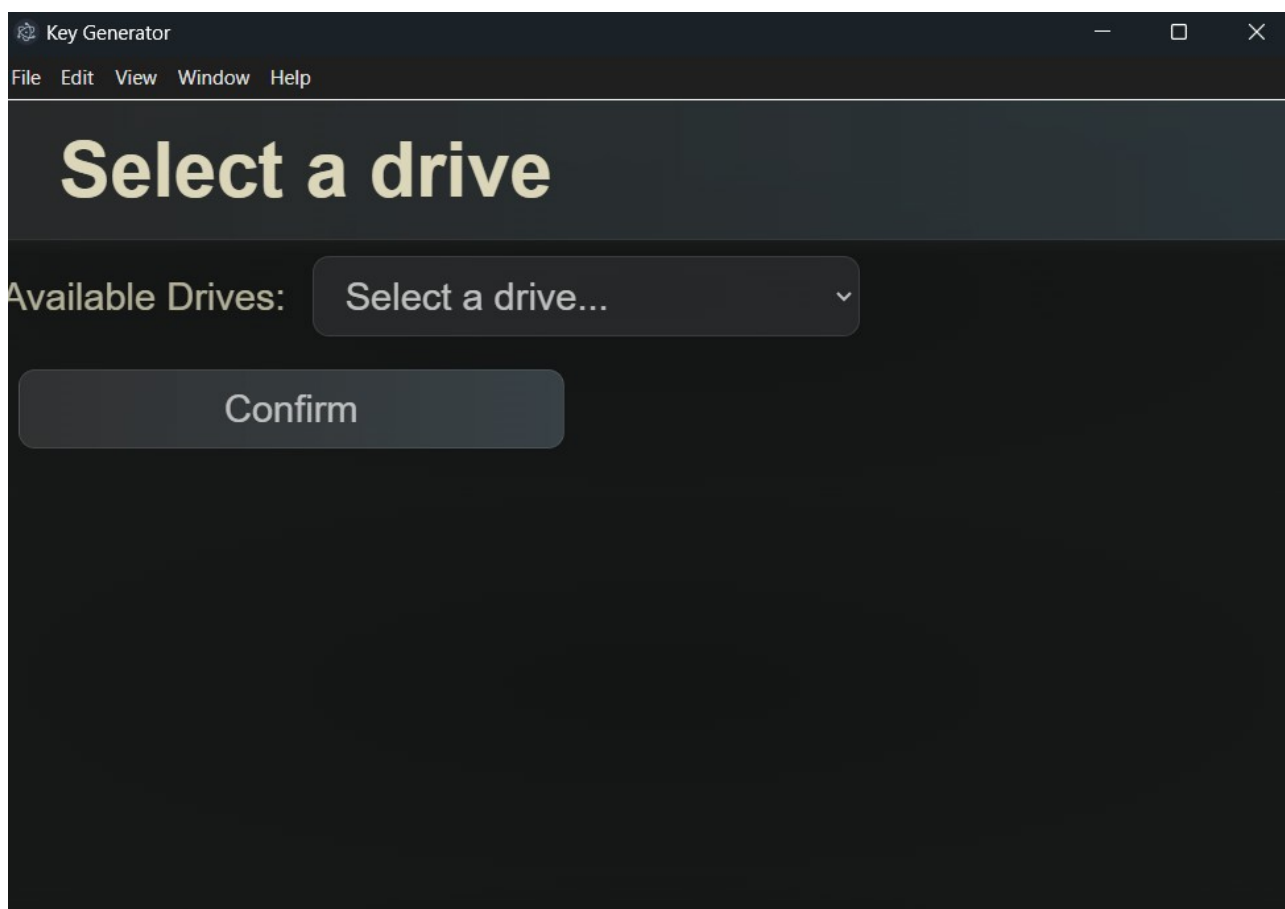 Key Generator
File Edit View Window Help
Select a drive
Available Drives: Select a drive...
Confirm